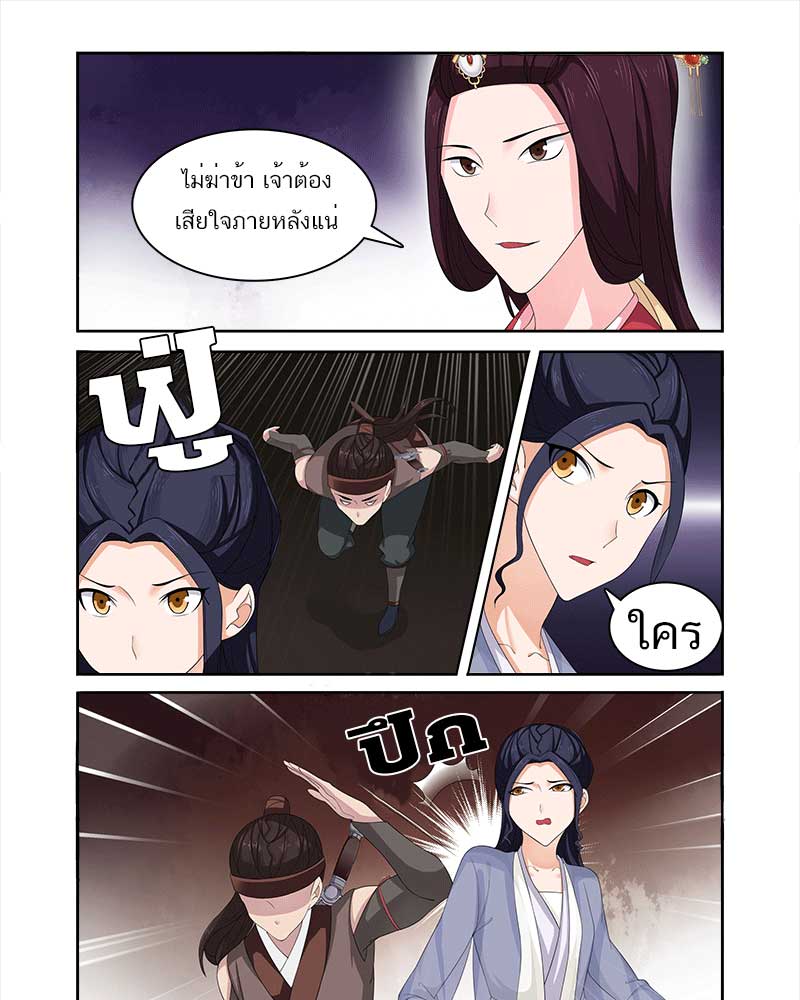 ไม่ฆ่าข้า เจ้าต้อง
เสียใจภายหลังแน่
ฟู่
ใคร
ปึก